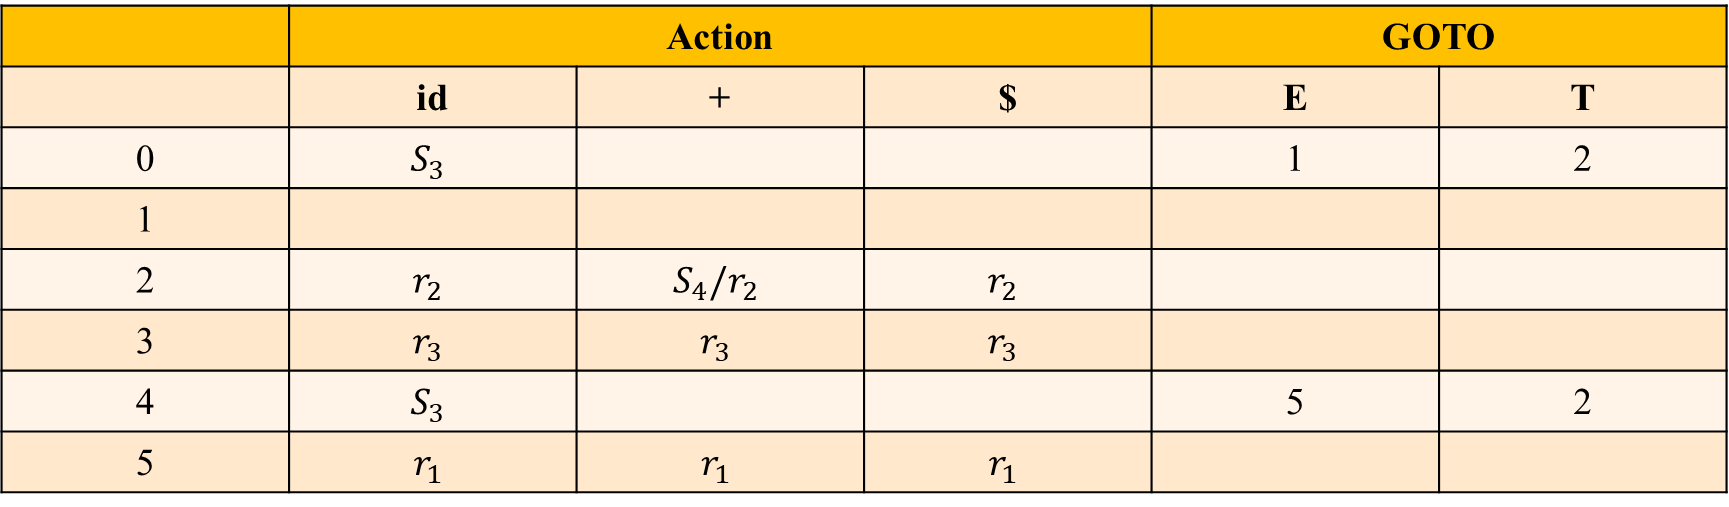 Action GOTO
id + $ E T
0 S₃ 1 2
1
2 r₂ S₄/r₂ r₂
3 r₃ r₃ r₃
4 S₃ 5 2
5 r₁ r₁ r₁